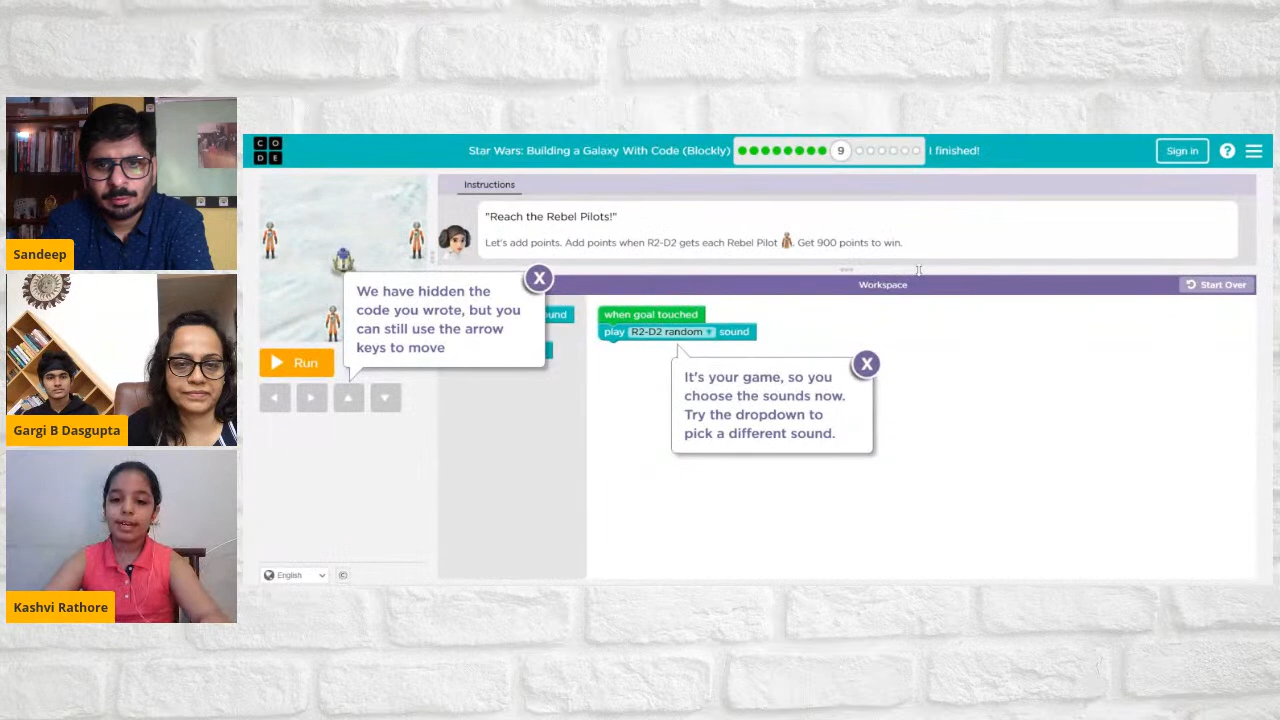 Sandeep
Gargi B Dasgupta
Kashvi Rathore
C O
D E
Star Wars: Building a Galaxy With Code (Blockly)
9
I finished!
Sign in
?
Instructions
"Reach the Rebel Pilots!"
Let's add points. Add points when R2-D2 gets each Rebel Pilot . Get 900 points to win.
Workspace
Start Over
We have hidden the
code you wrote, but you
can still use the arrow
keys to move
X
Run
when goal touched
play R2-D2 random sound
It's your game, so you
choose the sounds now.
Try the dropdown to
pick a different sound.
X
English